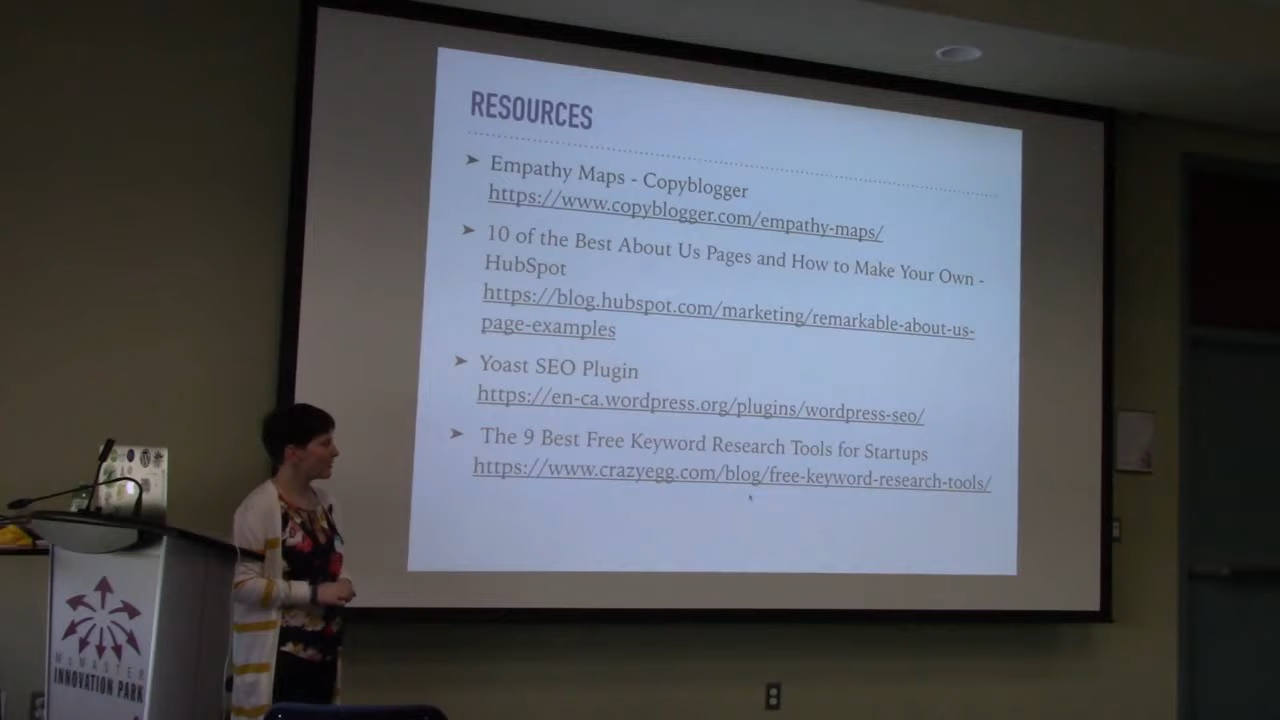 RESOURCES
➤ Empathy Maps - Copyblogger
https://www.copyblogger.com/empathy-maps/
➤ 10 of the Best About Us Pages and How to Make Your Own -
HubSpot
https://blog.hubspot.com/marketing/remarkable-about-us-
page-examples
➤ Yoast SEO Plugin
https://en-ca.wordpress.org/plugins/wordpress-seo/
➤ The 9 Best Free Keyword Research Tools for Startups
https://www.crazyegg.com/blog/free-keyword-research-tools/
McMASTER
INNOVATION PARK